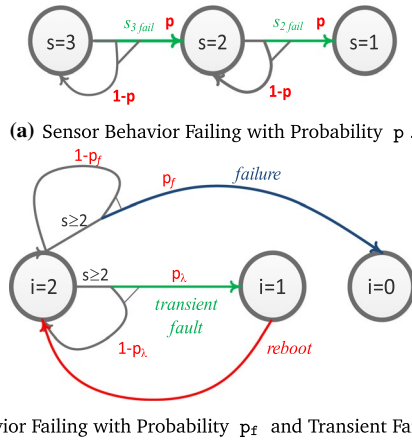 s3 fail p s2 fail p
s=3 s=2 s=1
1-p 1-p
(a) Sensor Behavior Failing with Probability p .
1-pf
pf failure
s≥2
i=2 s≥2 pλ i=1 i=0
transient
fault
1-pλ reboot
vior Failing with Probability pf and Transient Fa